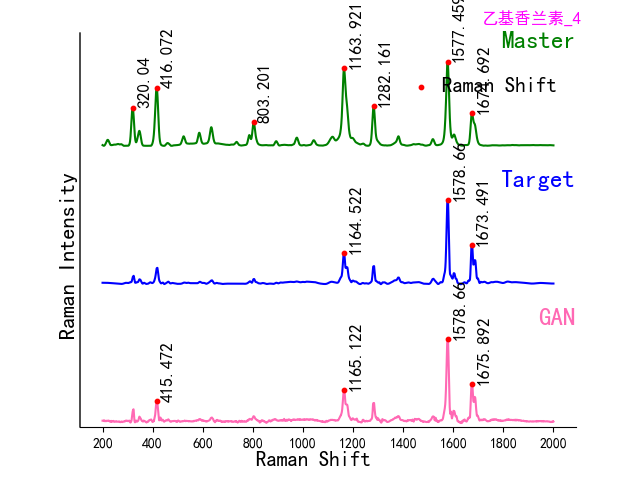 乙基香兰素_4
Master
320.04
416.072
803.201
1163.921
1282.161
1577.459
Raman Shift
Target
1164.522
1578.66
1673.491
GAN
415.472
1165.122
1578.66
1675.892
Raman Intensity
200 400 600 800 1000 1200 1400 1600 1800 2000
Raman Shift